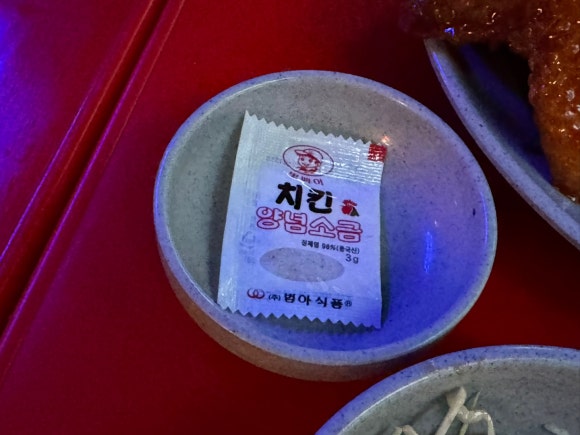 치킨
양념소금
정제염 98%(중국산)
3g
(주) 범아식품®